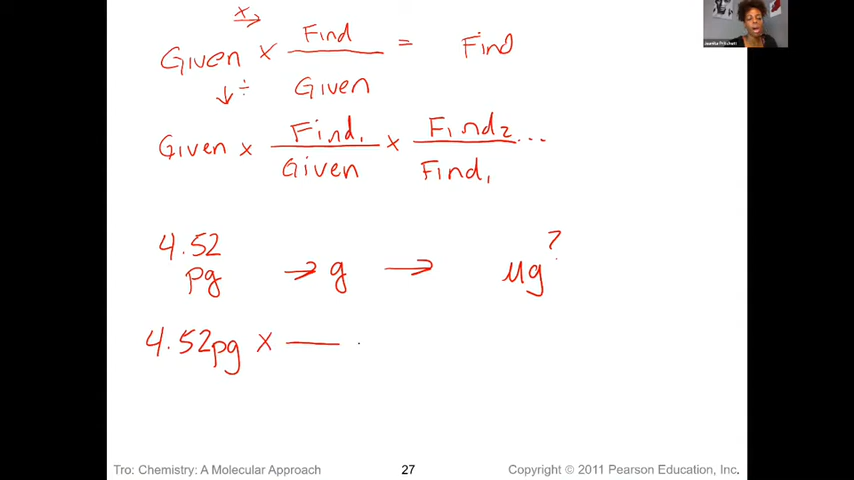 x→
Given x Find/Given = Find
↓÷
Given x Find₁/Given x Find₂/Find₁ ...
4.52
pg → g → μg?
4.52pg x —
Tro: Chemistry: A Molecular Approach 27 Copyright © 2011 Pearson Education, Inc.